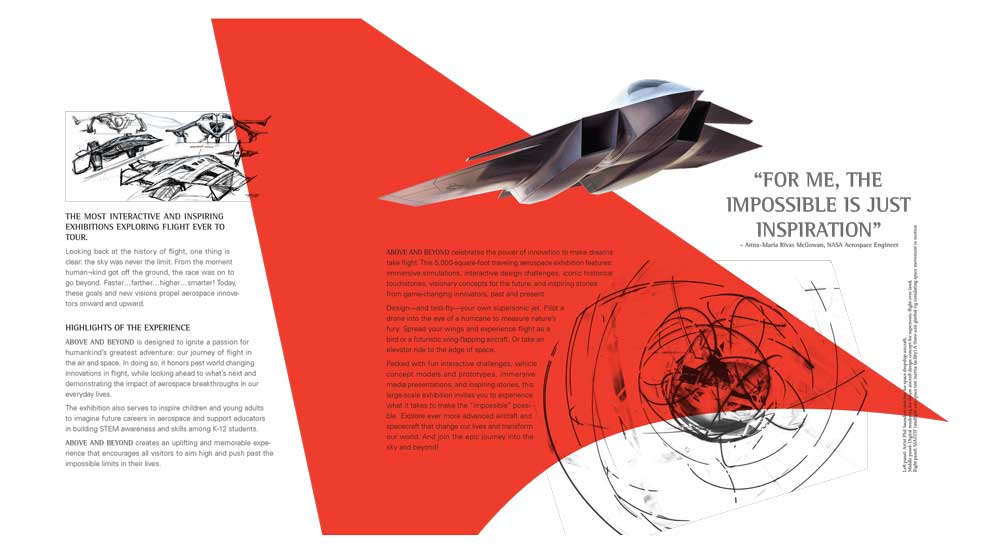 THE MOST INTERACTIVE AND INSPIRING
EXHIBITIONS EXPLORING FLIGHT EVER TO
TOUR.
Looking back at the history of flight, one thing is
clear: the sky was never the limit. From the moment
human¬kind got off the ground, the race was on to
go beyond. Faster...farther...higher...smarter! Today,
these goals and new visions propel aerospace innova-
tors onward and upward.
HIGHLIGHTS OF THE EXPERIENCE
ABOVE AND BEYOND is designed to ignite a passion for
humankind's greatest adventure: our journey of flight in
the air and space. In doing so, it honors past world changing
innovations in flight, while looking ahead to what's next and
demonstrating the impact of aerospace breakthroughs in our
everyday lives.
The exhibition also serves to inspire children and young adults
to imagine future careers in aerospace and support educators
in building STEM awareness and skills among K-12 students.
ABOVE AND BEYOND creates an uplifting and memorable expe-
rience that encourages all visitors to aim high and push past the
impossible limits in their lives.
ABOVE AND BEYOND celebrates the power of innovation to make dreams
take flight. This 5,000-square-foot traveling aerospace exhibition features:
immersive simulations, interactive design challenges, iconic historical
touchstones, visionary concepts for the future, and inspiring stories
from game-changing innovators, past and present.
Design—and test-fly—your own supersonic jet. Pilot a
drone into the eye of a hurricane to measure nature's
fury. Spread your wings and experience flight as a
bird or a futuristic wing-flapping aircraft. Or take an
elevator ride to the edge of space.
Packed with fun interactive challenges, vehicle
concept models and prototypes, immersive
media presentations, and inspiring stories, this
large-scale exhibition invites you to experience
what it takes to make the "impossible" possi-
ble. Explore ever more advanced aircraft and
spacecraft that change our lives and transform
our world. And join the epic journey into the
sky and beyond!
“FOR ME, THE
IMPOSSIBLE IS JUST
INSPIRATION”
– Anna-Maria Rivas McGowan, NASA Aerospace Engineer